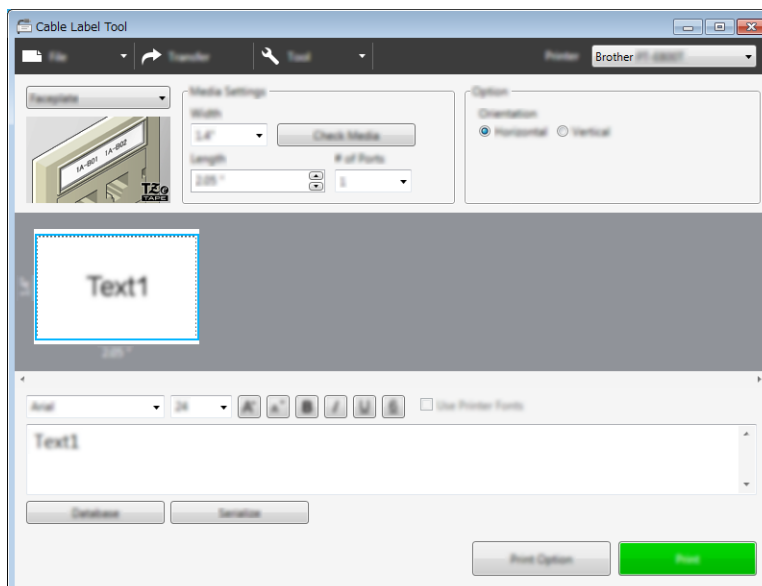 Cable Label Tool
File Transfer Tool Printer Brother
Faceplate Media Settings Option
Width Orientation
1.4" Check Media Horizontal Vertical
Length # of Ports
2.05 " 1
1A-B01 1A-B02
TZe
TAPE
Text1
2.05 "
Arial 24 B I U Use Printer Fonts
Text1
Database Serialize
Print Option Print